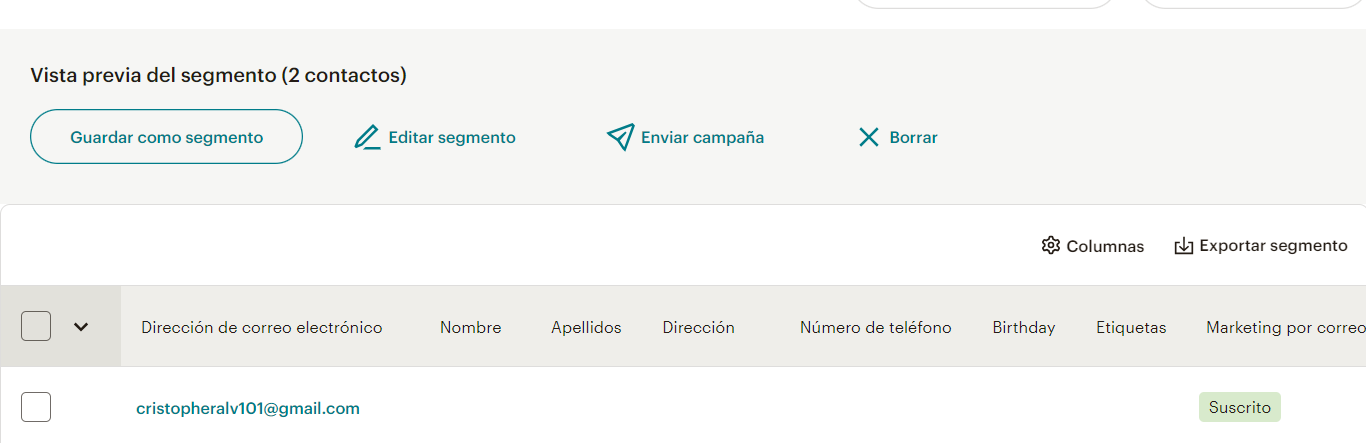 Vista previa del segmento (2 contactos)
Guardar como segmento
Editar segmento
Enviar campaña
Borrar
Columnas
Exportar segmento
Dirección de correo electrónico
Nombre
Apellidos
Dirección
Número de teléfono
Birthday
Etiquetas
Marketing por correo
cristopheralv101@gmail.com
Suscrito